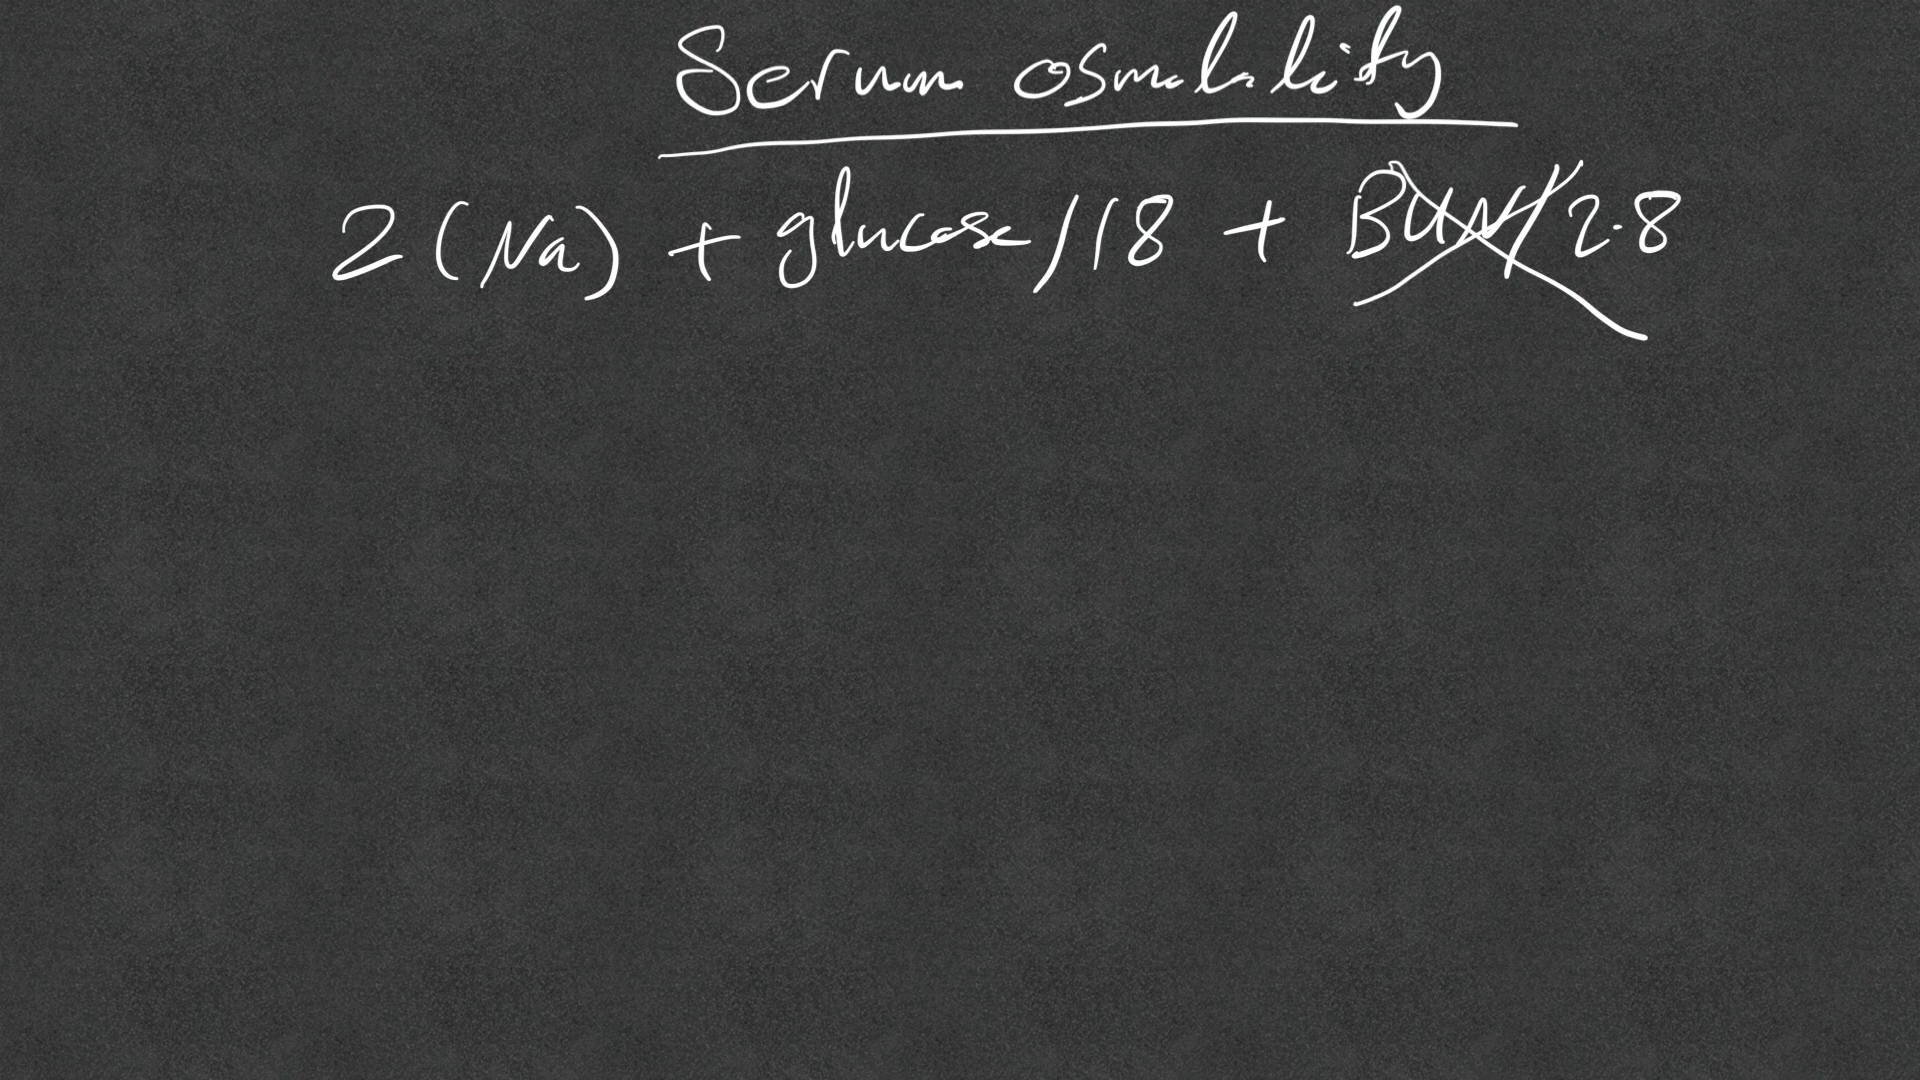 Serum osmolality
2(Na) + glucose/18 + BUN/2.8